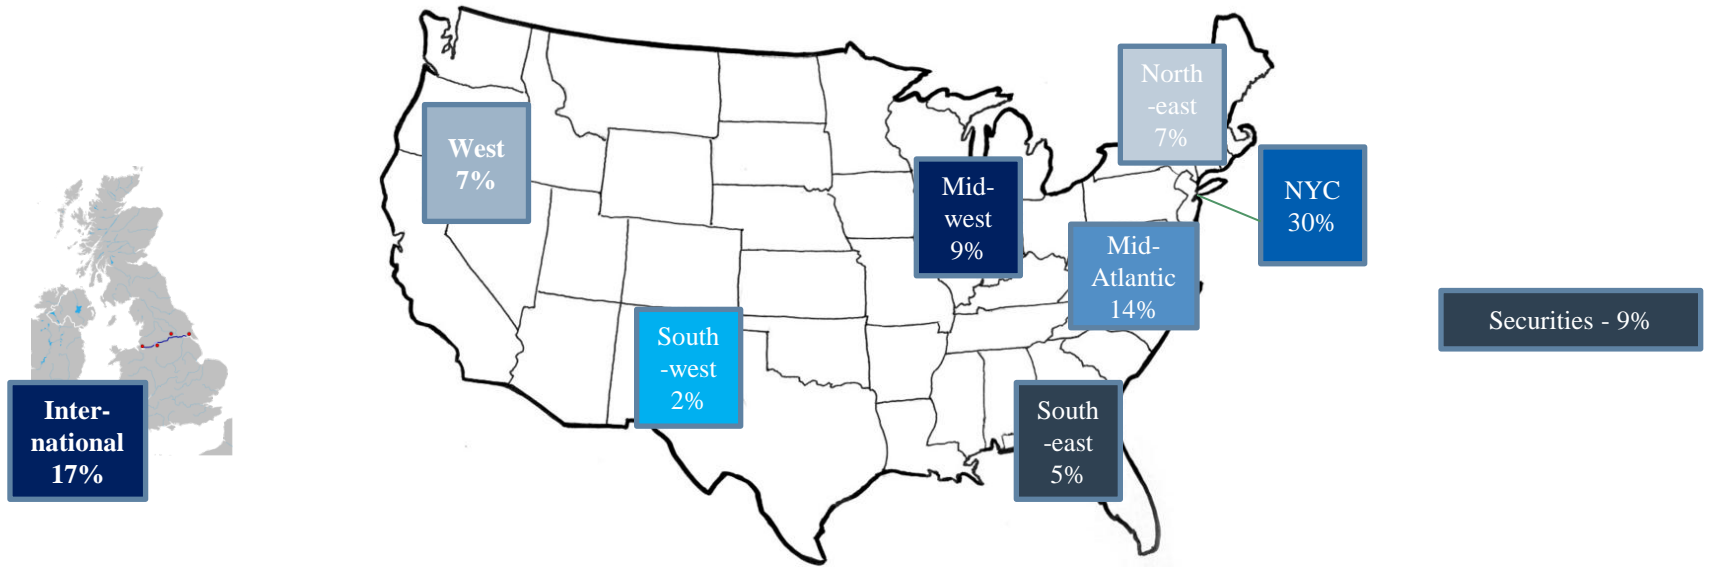 North
-east
7%
West
7%
Mid-
west
9%
NYC
30%
Mid-
Atlantic
14%
Securities - 9%
South
-west
2%
Inter-
national
17%
South
-east
5%